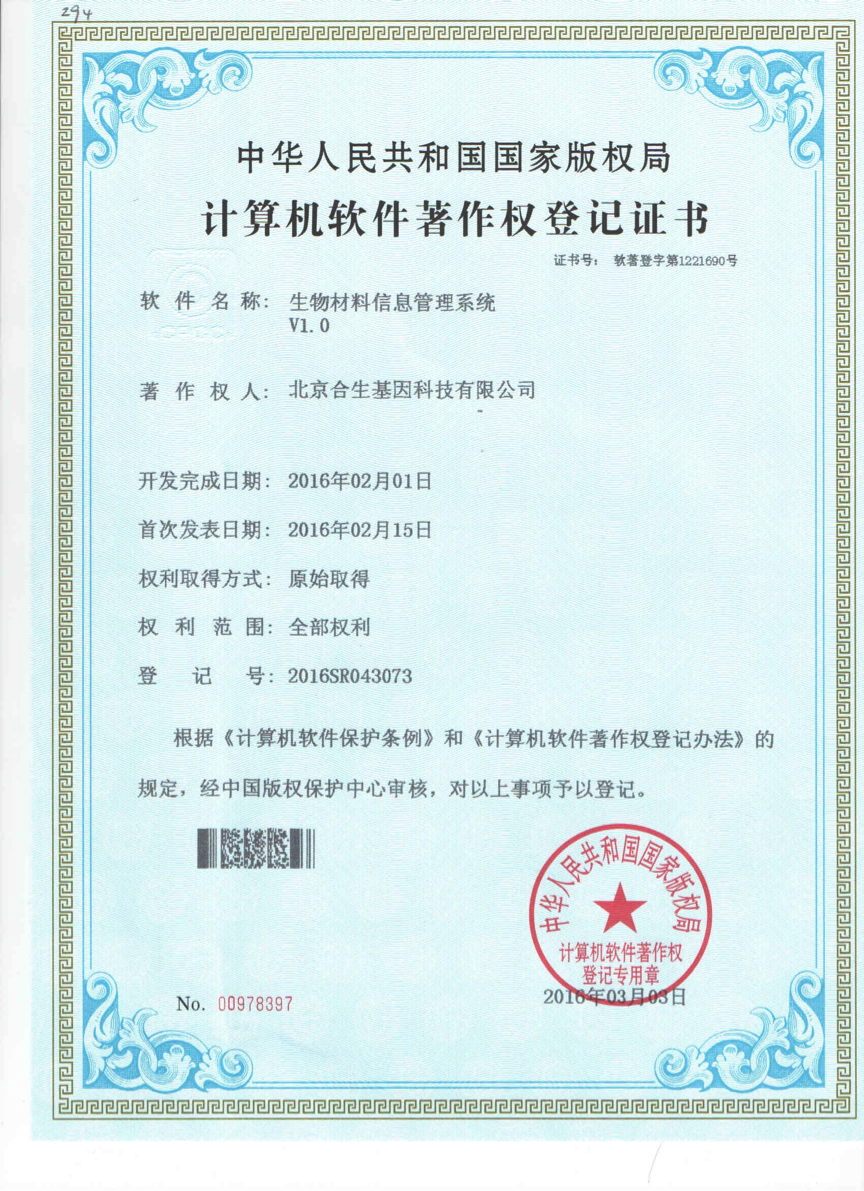 294
中华人民共和国国家版权局
计算机软件著作权登记证书
证书号： 软著登字第1221690号
软件名称： 生物材料信息管理系统
V1.0
著作权人： 北京合生基因科技有限公司
开发完成日期： 2016年02月01日
首次发表日期： 2016年02月15日
权利取得方式： 原始取得
权利范围： 全部权利
登记号： 2016SR043073
根据《计算机软件保护条例》和《计算机软件著作权登记办法》的
规定，经中国版权保护中心审核，对以上事项予以登记。
中华人民共和国国家版权局
计算机软件著作权
登记专用章
2016年03月03日
No. 00978397